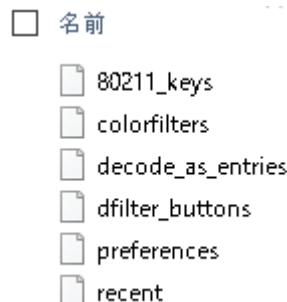 名前
80211_keys
colorfilters
decode_as_entries
dfilter_buttons
preferences
recent